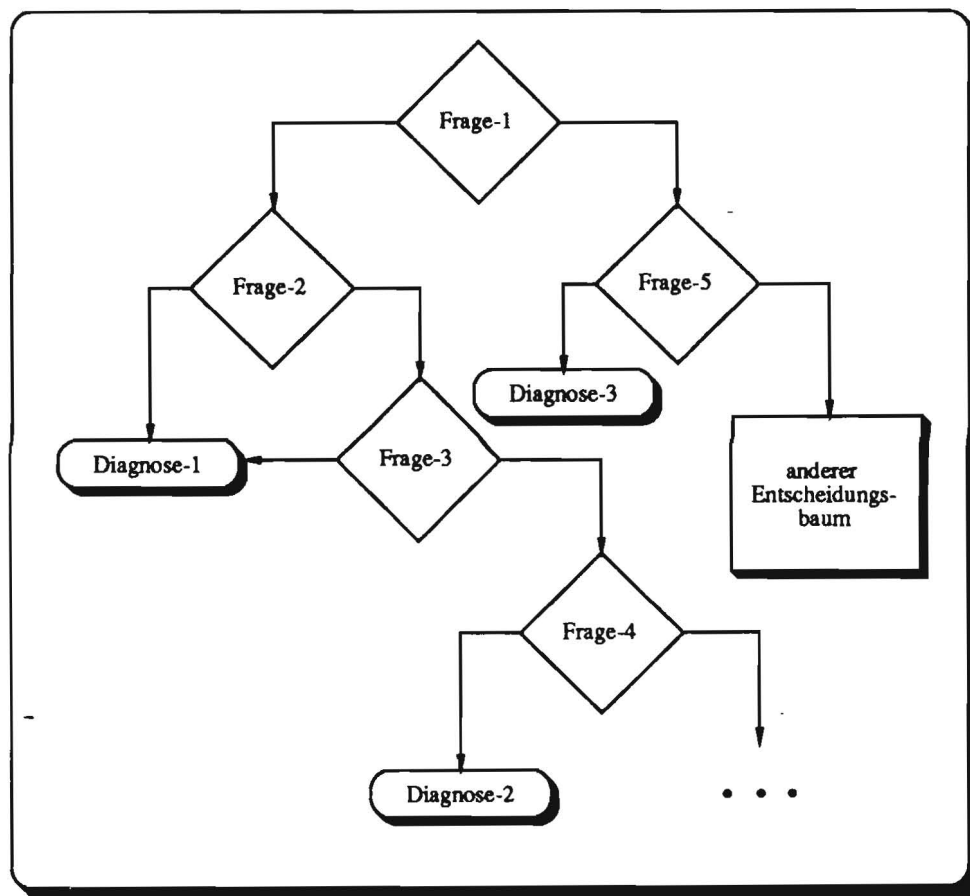 Frage-1
Frage-2
Frage-5
Diagnose-3
Diagnose-1
Frage-3
anderer
Entscheidungs-
baum
Frage-4
Diagnose-2
• • •